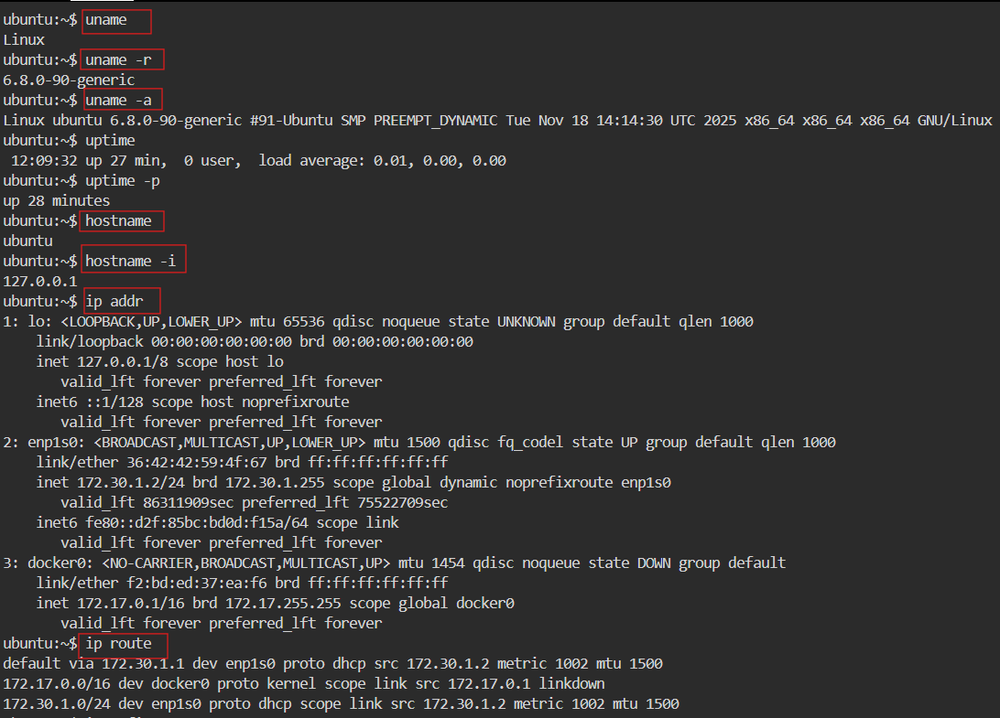 ubuntu:~$ uname
Linux
ubuntu:~$ uname -r
6.8.0-90-generic
ubuntu:~$ uname -a
Linux ubuntu 6.8.0-90-generic #91-Ubuntu SMP PREEMPT_DYNAMIC Tue Nov 18 14:14:30 UTC 2025 x86_64 x86_64 x86_64 GNU/Linux
ubuntu:~$ uptime
 12:09:32 up 27 min,  0 user,  load average: 0.01, 0.00, 0.00
ubuntu:~$ uptime -p
up 28 minutes
ubuntu:~$ hostname
ubuntu
ubuntu:~$ hostname -i
127.0.0.1
ubuntu:~$ ip addr
1: lo: <LOOPBACK,UP,LOWER_UP> mtu 65536 qdisc noqueue state UNKNOWN group default qlen 1000
    link/loopback 00:00:00:00:00:00 brd 00:00:00:00:00:00
    inet 127.0.0.1/8 scope host lo
       valid_lft forever preferred_lft forever
    inet6 ::1/128 scope host noprefixroute
       valid_lft forever preferred_lft forever
2: enp1s0: <BROADCAST,MULTICAST,UP,LOWER_UP> mtu 1500 qdisc fq_codel state UP group default qlen 1000
    link/ether 36:42:42:59:4f:67 brd ff:ff:ff:ff:ff:ff
    inet 172.30.1.2/24 brd 172.30.1.255 scope global dynamic noprefixroute enp1s0
       valid_lft 86311909sec preferred_lft 75522709sec
    inet6 fe80::d2f:85bc:bd0d:f15a/64 scope link
       valid_lft forever preferred_lft forever
3: docker0: <NO-CARRIER,BROADCAST,MULTICAST,UP> mtu 1454 qdisc noqueue state DOWN group default
    link/ether f2:bd:ed:37:ea:f6 brd ff:ff:ff:ff:ff:ff
    inet 172.17.0.1/16 brd 172.17.255.255 scope global docker0
       valid_lft forever preferred_lft forever
ubuntu:~$ ip route
default via 172.30.1.1 dev enp1s0 proto dhcp src 172.30.1.2 metric 1002 mtu 1500
172.17.0.0/16 dev docker0 proto kernel scope link src 172.17.0.1 linkdown
172.30.1.0/24 dev enp1s0 proto dhcp scope link src 172.30.1.2 metric 1002 mtu 1500